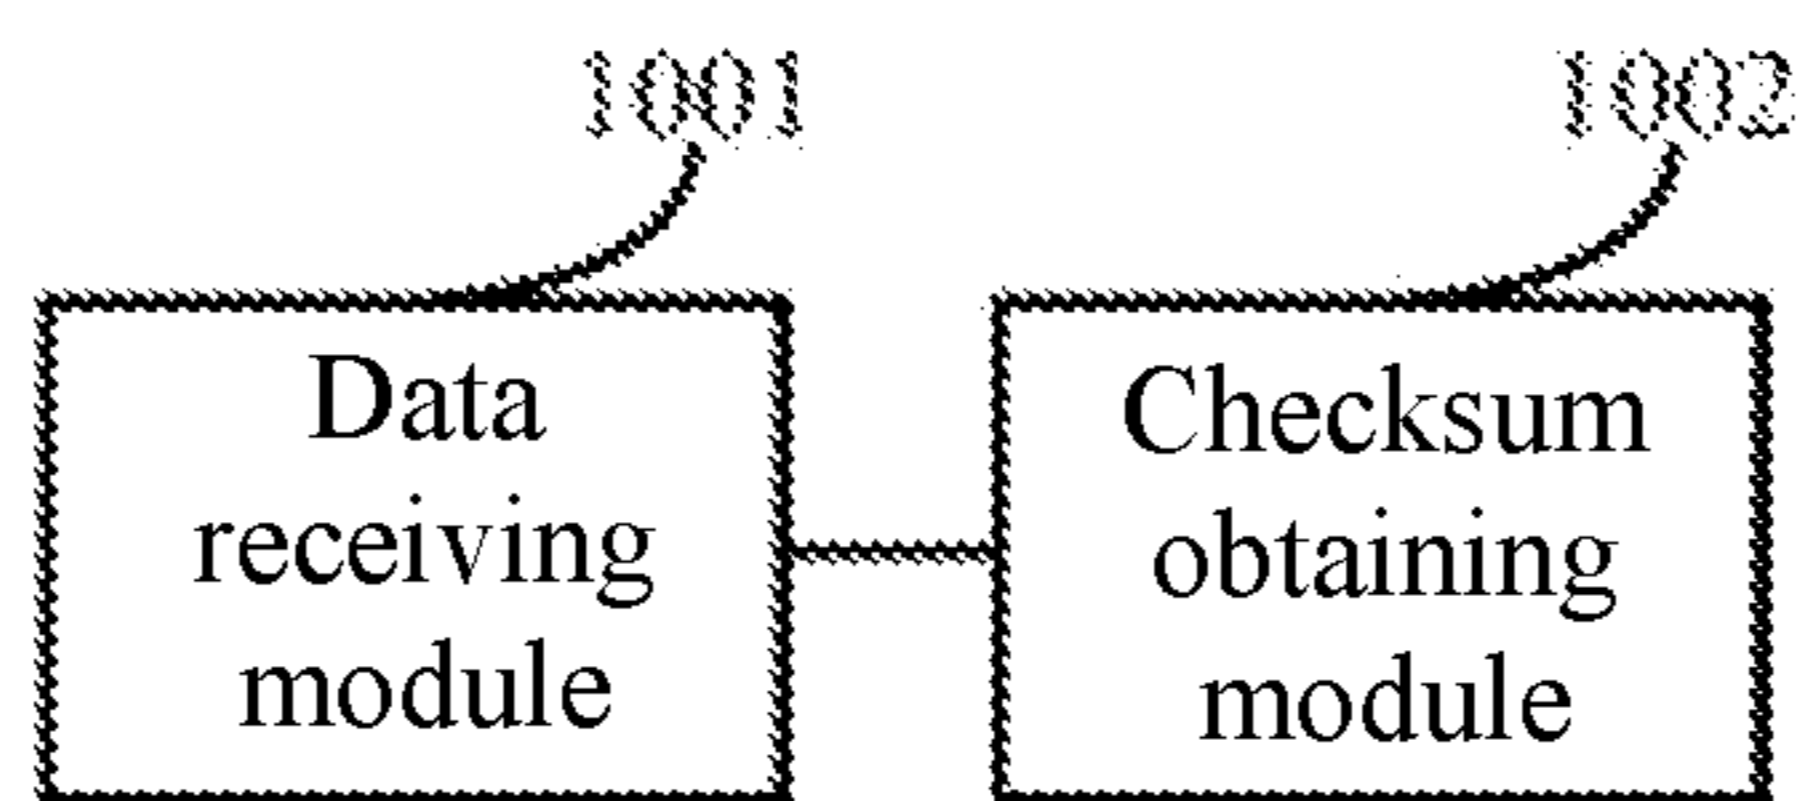 1001
1002
Data
receiving
module
Checksum
obtaining
module